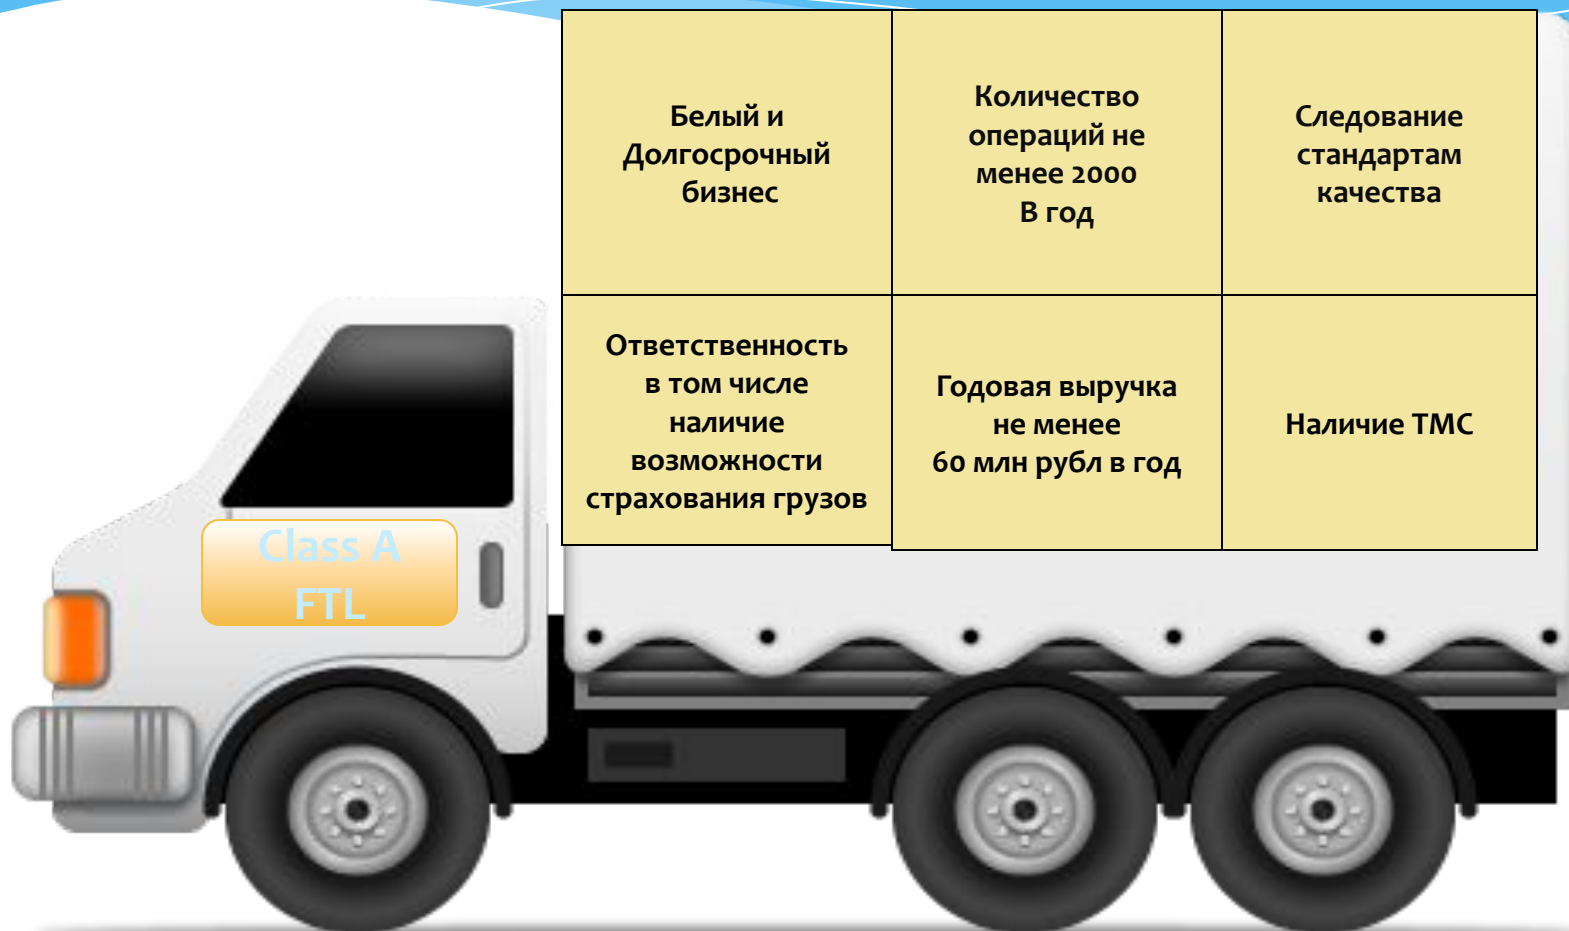 Белый и
Долгосрочный
бизнес
Количество
операций не
менее 2000
В год
Следование
стандартам
качества
Ответственность
в том числе
наличие
возможности
страхования грузов
Годовая выручка
не менее
60 млн рубл в год
Наличие ТМС
Class A
FTL